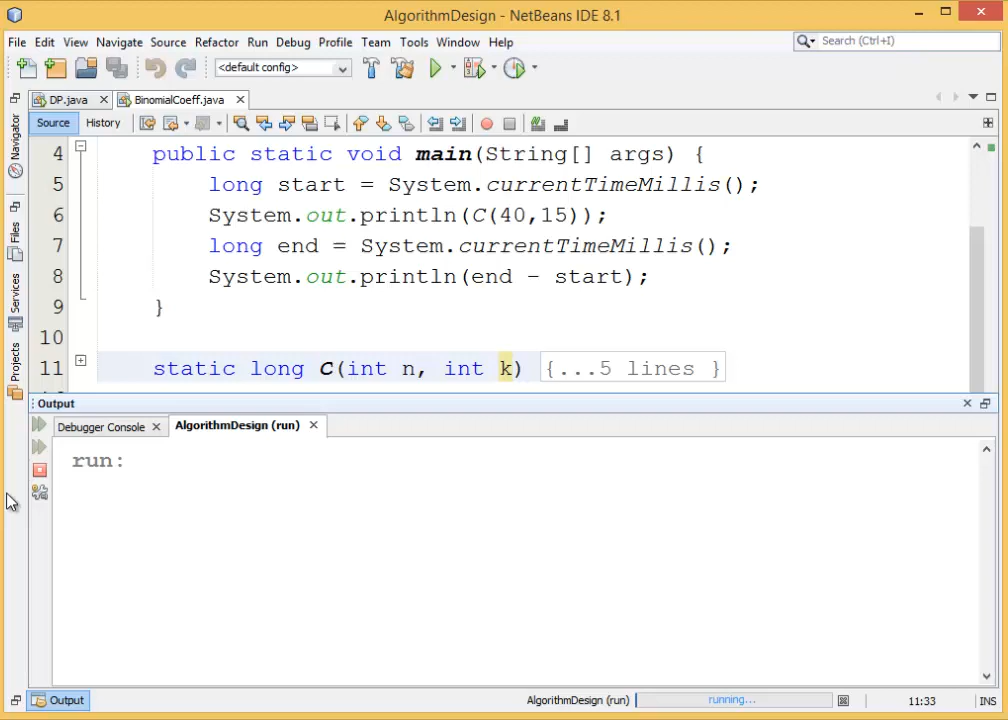 AlgorithmDesign - NetBeans IDE 8.1
File Edit View Navigate Source Refactor Run Debug Profile Team Tools Window Help
Search (Ctrl+I)
<default config>
DP.java BinomialCoeff.java
Source History
Navigator
Files
Services
Projects
4 public static void main(String[] args) {
5 long start = System.currentTimeMillis();
6 System.out.println(C(40,15));
7 long end = System.currentTimeMillis();
8 System.out.println(end - start);
9 }
10
11 static long C(int n, int k) {...5 lines }
Output
Debugger Console AlgorithmDesign (run)
run:
Output AlgorithmDesign (run) running... 11:33 INS